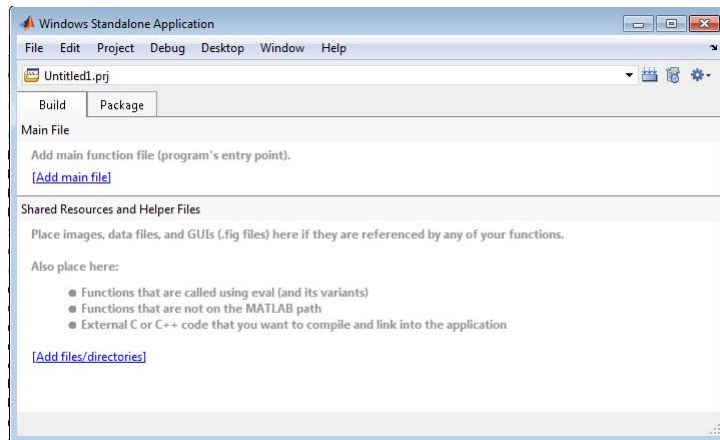 Windows Standalone Application
File Edit Project Debug Desktop Window Help
Untitled1.prj
Build Package
Main File
Add main function file (program's entry point).
[Add main file]
Shared Resources and Helper Files
Place images, data files, and GUIs (.fig files) here if they are referenced by any of your functions.
Also place here:
Functions that are called using eval (and its variants)
Functions that are not on the MATLAB path
External C or C++ code that you want to compile and link into the application
[Add files/directories]